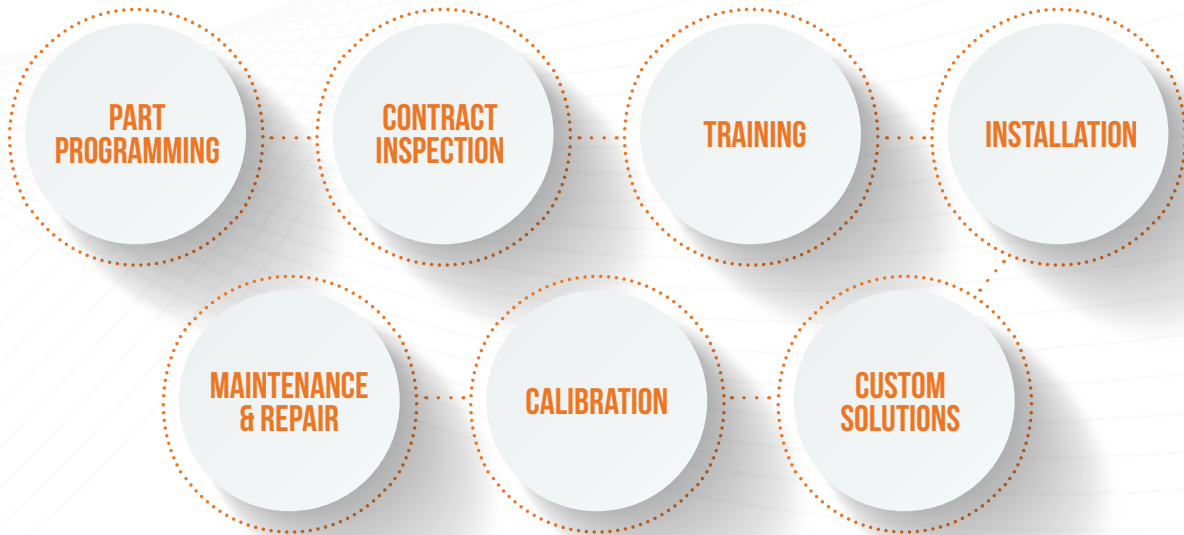 PART
PROGRAMMING
CONTRACT
INSPECTION
TRAINING
INSTALLATION
MAINTENANCE
& REPAIR
CALIBRATION
CUSTOM
SOLUTIONS